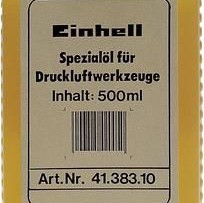 Einhell
Spezialöl für
Druckluftwerkzeuge
Inhalt: 500ml
Art.Nr. 41.383.10